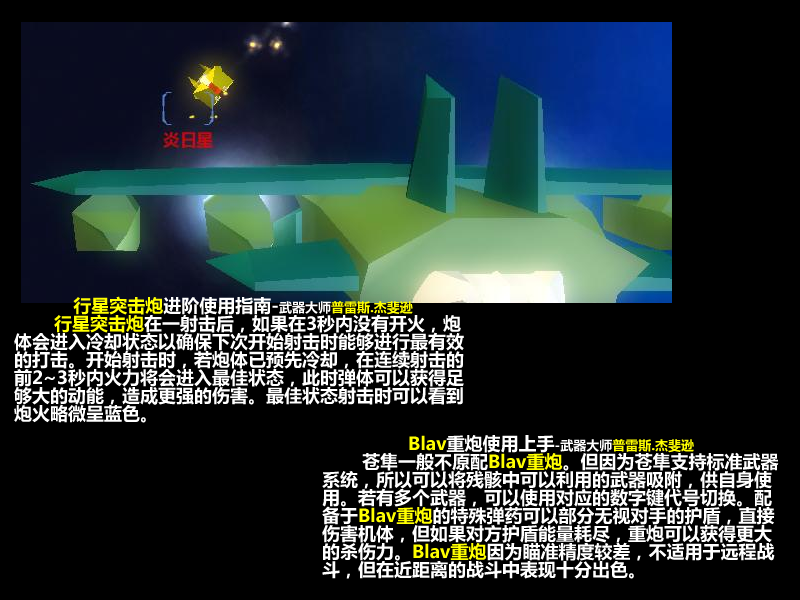 炎日星
行星突击炮进阶使用指南-武器大师普雷斯.杰斐逊
行星突击炮在一射击后，如果在3秒内没有开火，炮
体会进入冷却状态以确保下次开始射击时能够进行最有效
的打击。开始射击时，若炮体已预先冷却，在连续射击的
前2~3秒内火力将会进入最佳状态，此时弹体可以获得足
够大的动能，造成更强的伤害。最佳状态射击时可以看到
炮火略微呈蓝色。
Blav重炮使用上手-武器大师普雷斯.杰斐逊
苍隼一般不原配Blav重炮。但因为苍隼支持标准武器
系统，所以可以将残骸中可以利用的武器吸附，供自身使
用。若有多个武器，可以使用对应的数字键代号切换。配
备于Blav重炮的特殊弹药可以部分无视对手的护盾，直接
伤害机体，但如果对方护盾能量耗尽，重炮可以获得更大
的杀伤力。Blav重炮因为瞄准精度较差，不适用于远程战
斗，但在近距离的战斗中表现十分出色。